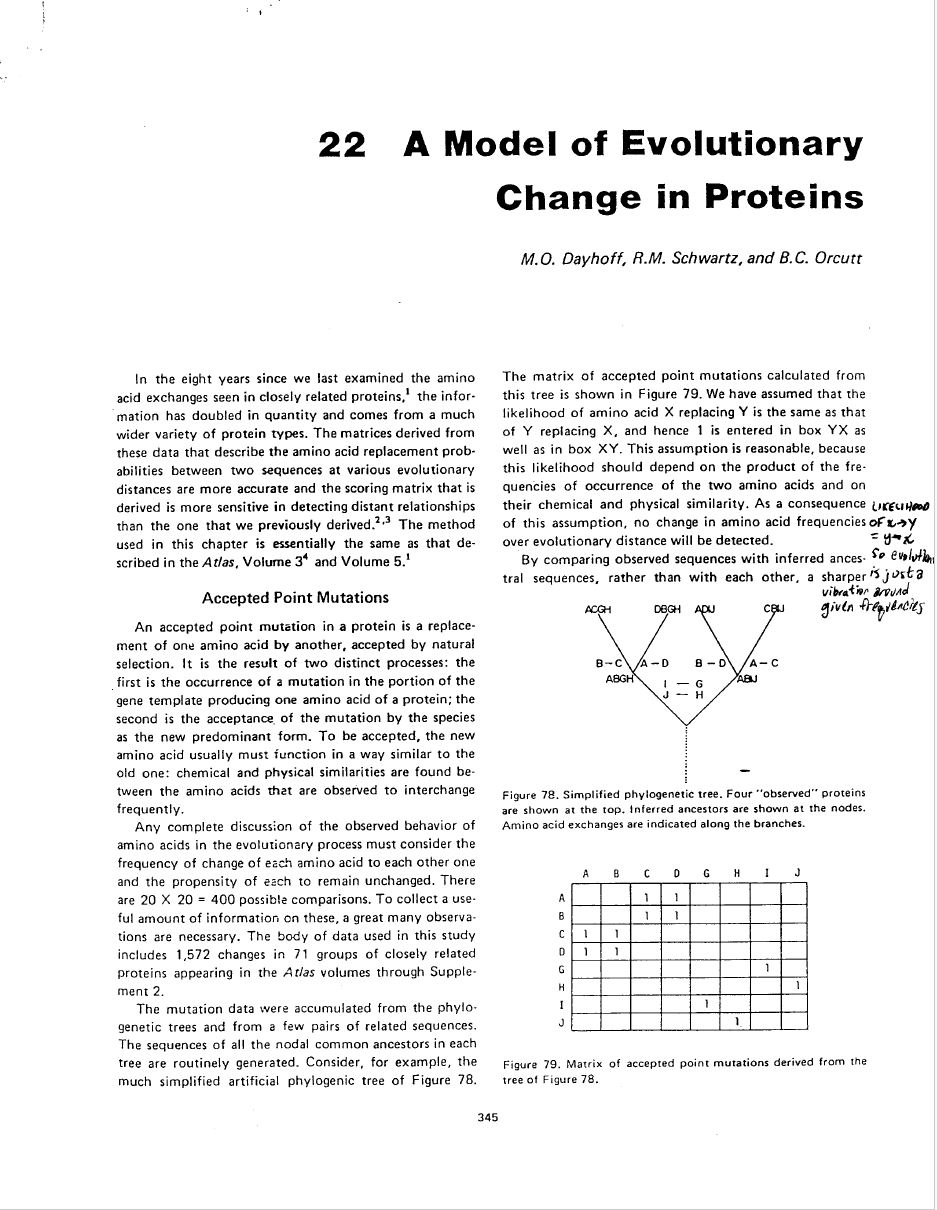 22 A Model of Evolutionary
Change in Proteins
M.O. Dayhoff, R.M. Schwartz, and B.C. Orcutt
In the eight years since we last examined the amino
acid exchanges seen in closely related proteins,¹ the infor-
mation has doubled in quantity and comes from a much
wider variety of protein types. The matrices derived from
these data that describe the amino acid replacement prob-
abilities between two sequences at various evolutionary
distances are more accurate and the scoring matrix that is
derived is more sensitive in detecting distant relationships
than the one that we previously derived.²,³ The method
used in this chapter is essentially the same as that de-
scribed in the Atlas, Volume 3⁴ and Volume 5.¹
Accepted Point Mutations
An accepted point mutation in a protein is a replace-
ment of one amino acid by another, accepted by natural
selection. It is the result of two distinct processes: the
first is the occurrence of a mutation in the portion of the
gene template producing one amino acid of a protein; the
second is the acceptance of the mutation by the species
as the new predominant form. To be accepted, the new
amino acid usually must function in a way similar to the
old one: chemical and physical similarities are found be-
tween the amino acids that are observed to interchange
frequently.
Any complete discussion of the observed behavior of
amino acids in the evolutionary process must consider the
frequency of change of each amino acid to each other one
and the propensity of each to remain unchanged. There
are 20 X 20 = 400 possible comparisons. To collect a use-
ful amount of information on these, a great many observa-
tions are necessary. The body of data used in this study
includes 1,572 changes in 71 groups of closely related
proteins appearing in the Atlas volumes through Supple-
ment 2.
The mutation data were accumulated from the phylo-
genetic trees and from a few pairs of related sequences.
The sequences of all the nodal common ancestors in each
tree are routinely generated. Consider, for example, the
much simplified artificial phylogenic tree of Figure 78.
The matrix of accepted point mutations calculated from
this tree is shown in Figure 79. We have assumed that the
likelihood of amino acid X replacing Y is the same as that
of Y replacing X, and hence 1 is entered in box YX as
well as in box XY. This assumption is reasonable, because
this likelihood should depend on the product of the fre-
quencies of occurrence of the two amino acids and on
their chemical and physical similarity. As a consequence
of this assumption, no change in amino acid frequencies
over evolutionary distance will be detected.
By comparing observed sequences with inferred ances-
tral sequences, rather than with each other, a sharper
LIKELIHOOD
OF x→y
= y→x
So evolution
is just a
vibration around
given frequencies
ACGH DBGH ADIJ CBIJ
B – C A – D B – D A – C
ABGH I — G ABIJ
J — H
Figure 78. Simplified phylogenetic tree. Four "observed" proteins
are shown at the top. Inferred ancestors are shown at the nodes.
Amino acid exchanges are indicated along the branches.
A B C D G H I J
A 1 1
B 1 1
C 1 1
D 1 1
G 1
H 1
I 1
J 1
Figure 79. Matrix of accepted point mutations derived from the
tree of Figure 78.
345